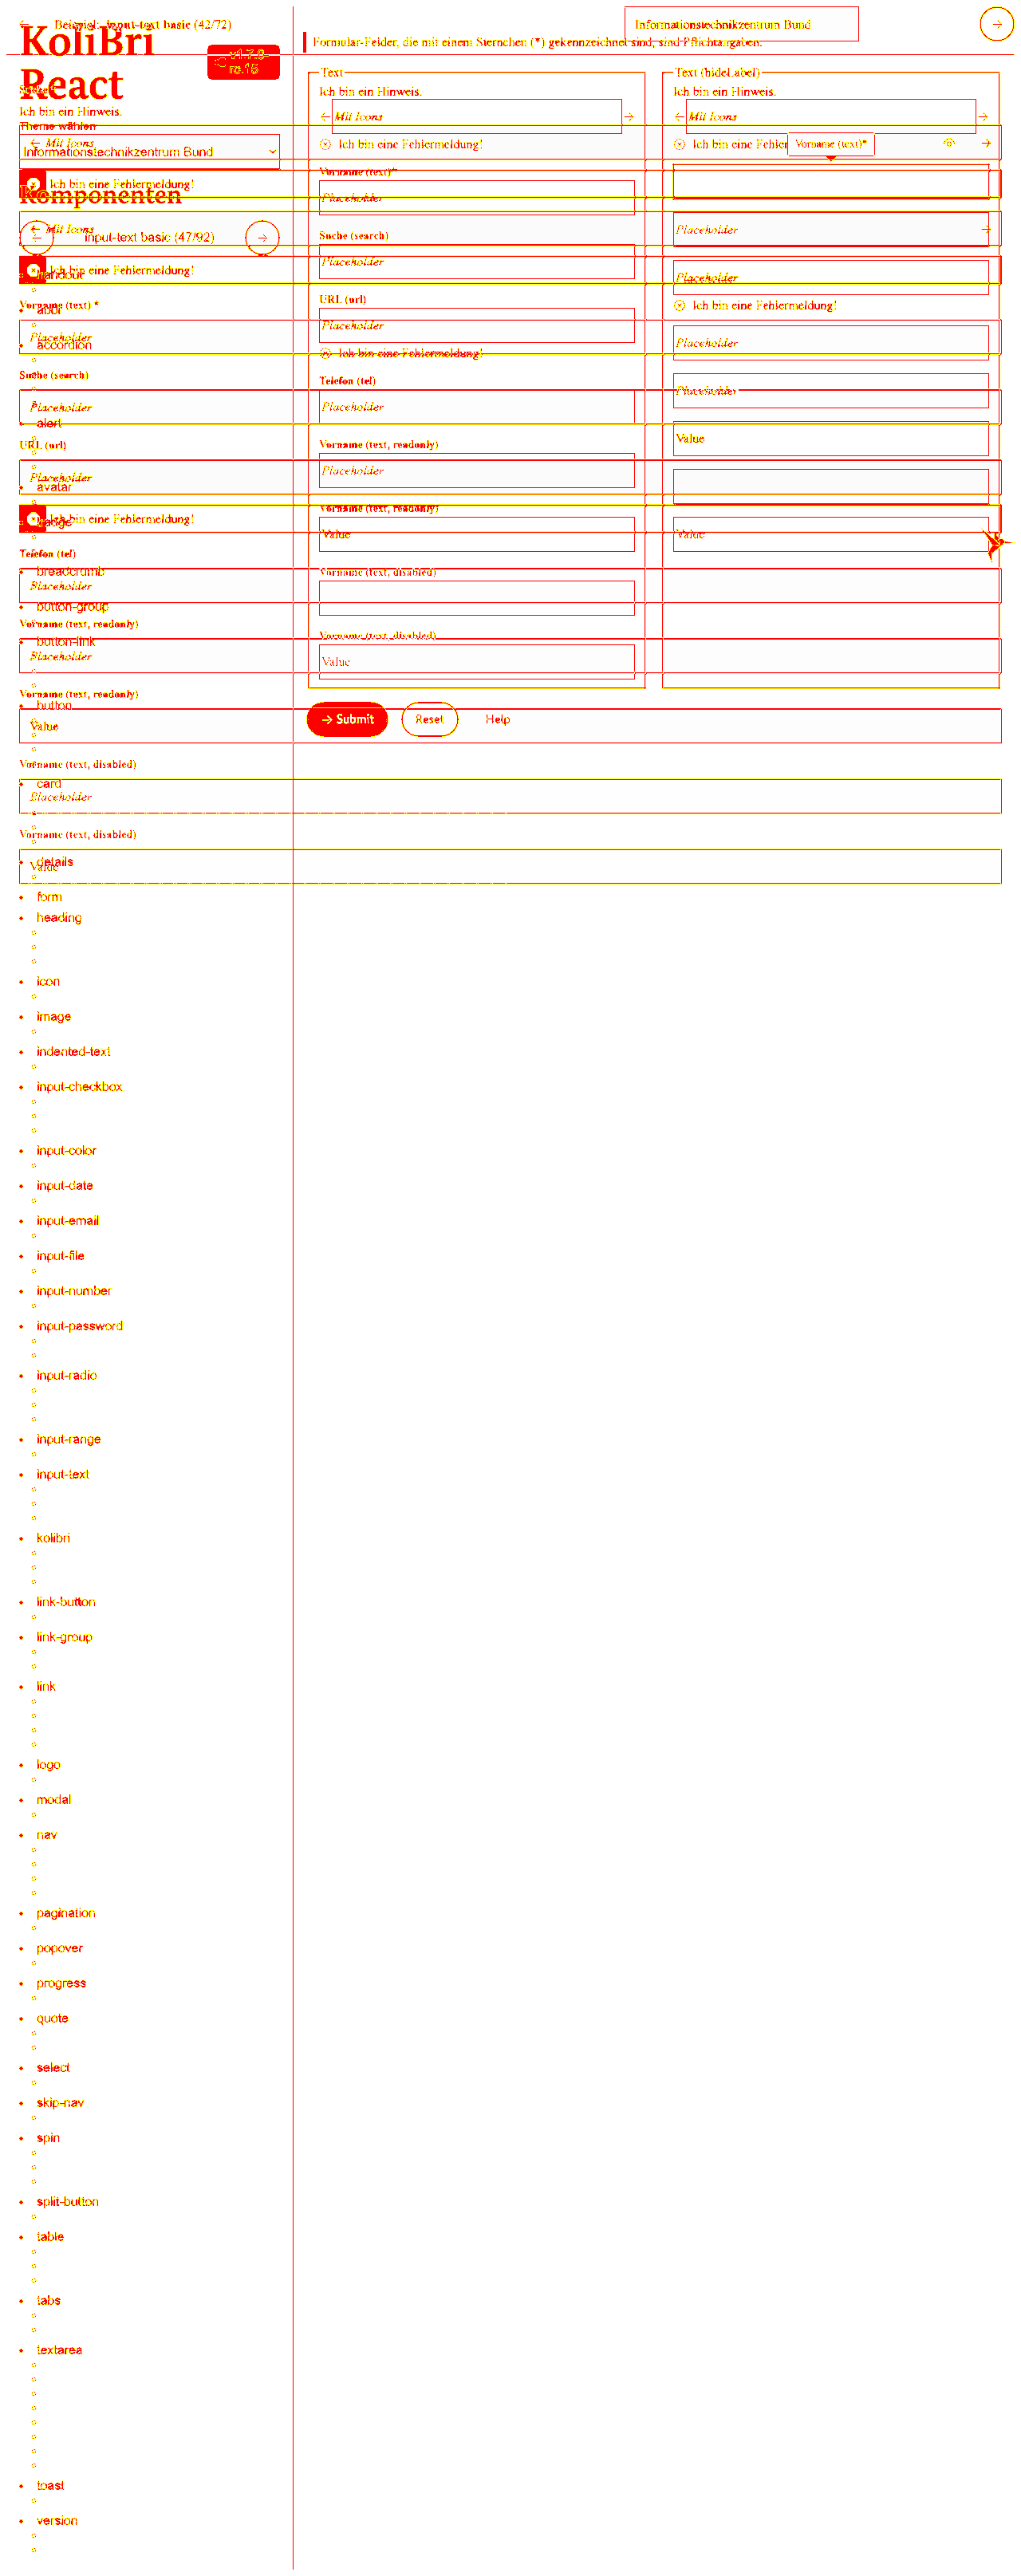 Beispiel: input-text basic (42/72)
Informationstechnikzentrum Bund
KoliBri
React
Formular-Felder, die mit einem Sternchen (*) gekennzeichnet sind, sind Pflichtangaben.
Ich bin ein Hinweis.
Theme wählen
Mit Icons
Informationstechnikzentrum Bund
Ich bin eine Fehlermeldung!
Komponenten
Mit Icons
input-text basic (47/92)
Ich bin eine Fehlermeldung!
handout
Vorname (text) *
abbr
Placeholder
accordion
Suche (search)
Placeholder
alert
URL (url)
Placeholder
avatar
Ich bin eine Fehlermeldung!
Telefon (tel)
breadcrumb
Placeholder
button-group
Vorname (text, readonly)
button-link
Placeholder
Vorname (text, readonly)
button
Value
Vorname (text, disabled)
card
Placeholder
Vorname (text, disabled)
details
Value
form
heading
icon
image
indented-text
input-checkbox
input-color
input-date
input-email
input-file
input-number
input-password
input-radio
input-range
input-text
kolibri
link-button
link-group
link
logo
modal
nav
pagination
popover
progress
quote
select
skip-nav
spin
split-button
table
tabs
textarea
toast
version
Text
Ich bin ein Hinweis.
Mit Icons
Ich bin eine Fehlermeldung!
Vorname (text)*
Placeholder
Suche (search)
Placeholder
URL (url)
Placeholder
Ich bin eine Fehlermeldung!
Telefon (tel)
Placeholder
Vorname (text, readonly)
Placeholder
Vorname (text, readonly)
Value
Vorname (text, disabled)
Vorname (text, disabled)
Value
Text (hideLabel)
Ich bin ein Hinweis.
Mit Icons
Ich bin eine Fehler
Vorname (text)*
Placeholder
Placeholder
Ich bin eine Fehlermeldung!
Placeholder
Placeholder
Value
Value
Submit
Reset
Help